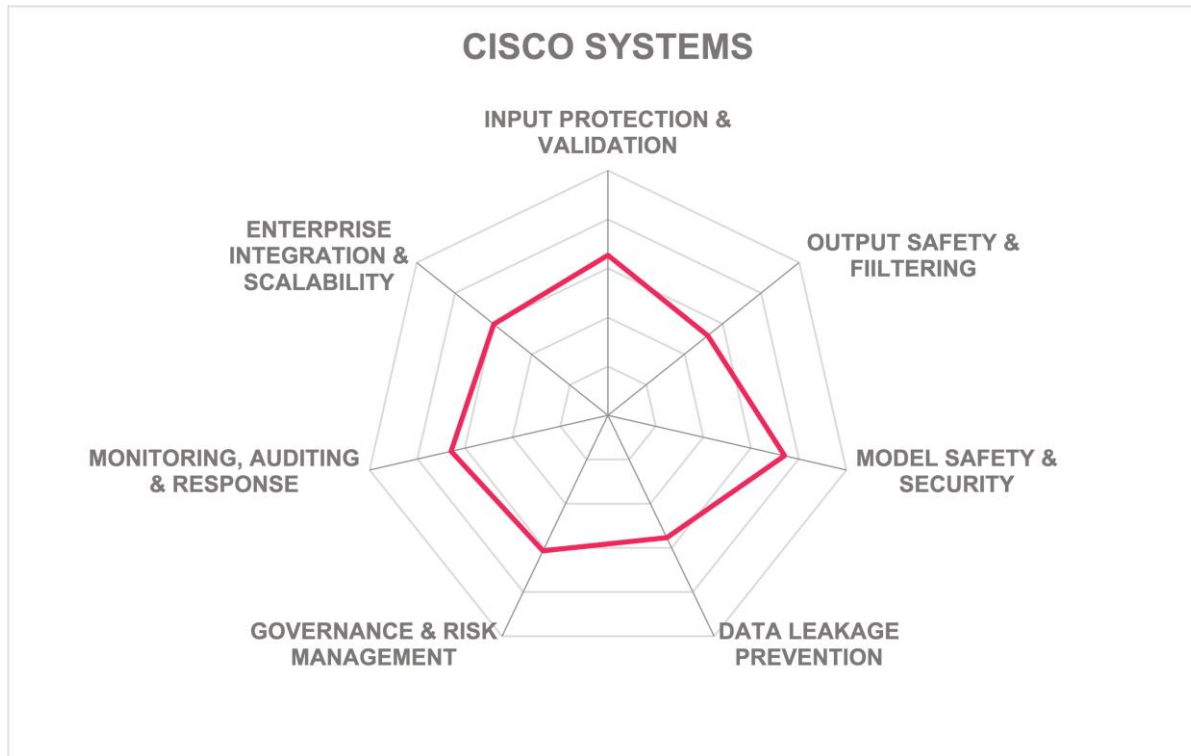 CISCO SYSTEMS
INPUT PROTECTION &
VALIDATION
ENTERPRISE
INTEGRATION &
SCALABILITY
OUTPUT SAFETY &
FIILTERING
MONITORING, AUDITING
& RESPONSE
MODEL SAFETY &
SECURITY
GOVERNANCE & RISK
MANAGEMENT
DATA LEAKAGE
PREVENTION